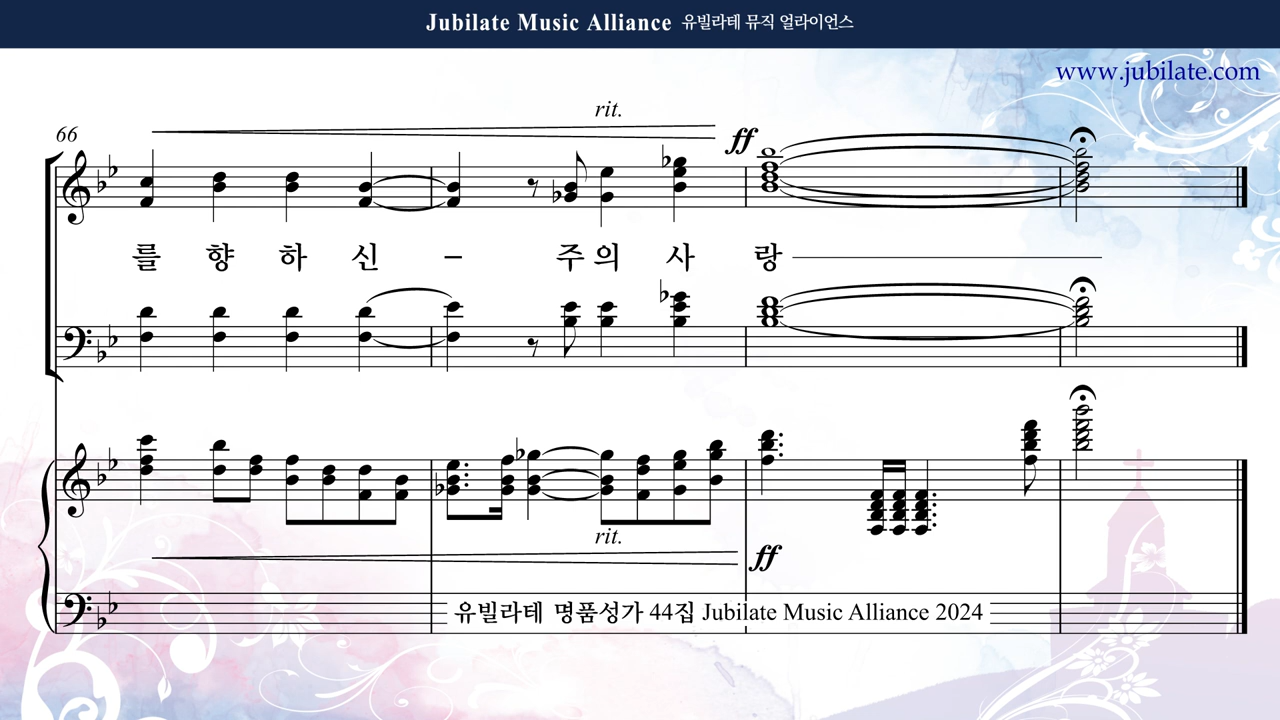 Jubilate Music Alliance 유빌라테 뮤직 얼라이언스
www.jubilate.com
rit.
66
ff
를 향 하 신 – 주 의 사 랑
rit.
ff
유빌라테 명품성가 44집 Jubilate Music Alliance 2024